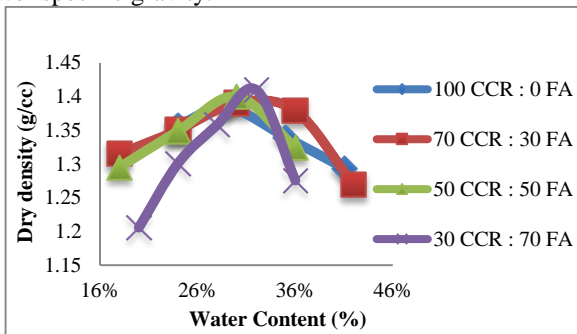 specific gravity.
1.45
1.4
1.35
1.3
1.25
1.2
1.15
Dry density (g/cc)
16% 26% 36% 46%
Water Content (%)
100 CCR : 0 FA
70 CCR : 30 FA
50 CCR : 50 FA
30 CCR : 70 FA